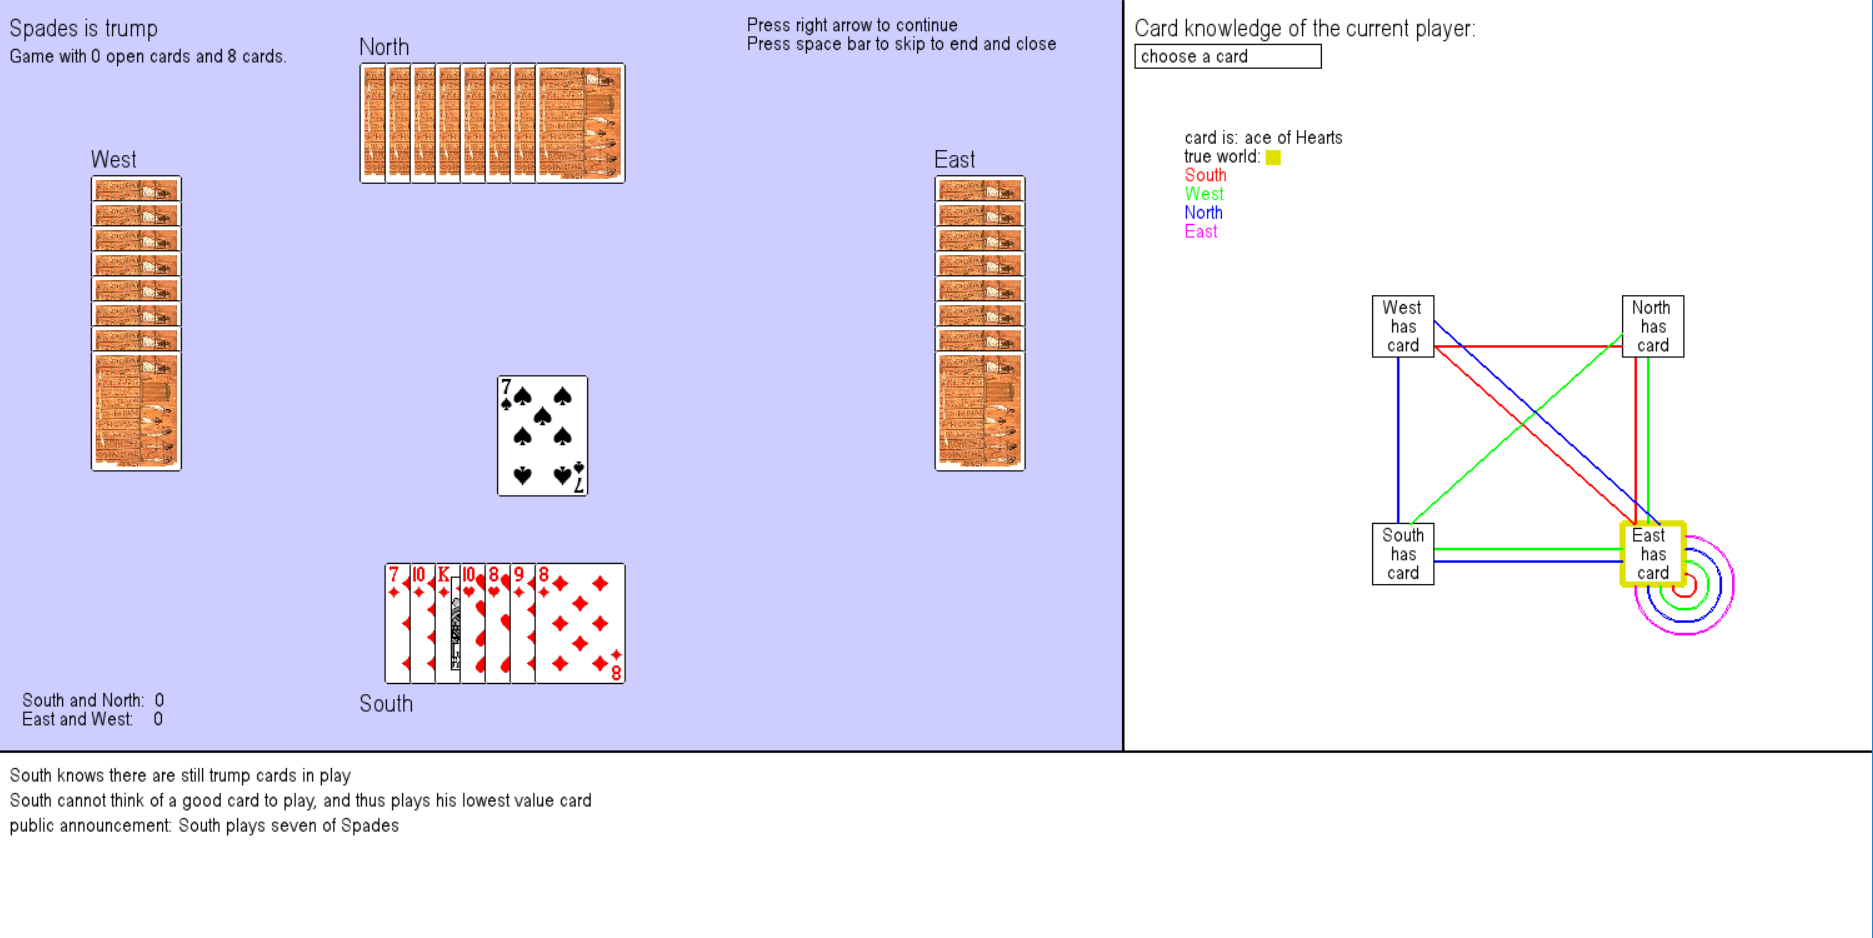 Spades is trump
Game with 0 open cards and 8 cards.
North
Press right arrow to continue
Press space bar to skip to end and close
West
East
7
7
7 10 K 10 8 9 8
8
South and North: 0
East and West: 0
South
Card knowledge of the current player:
choose a card
card is: ace of Hearts
true world:
South
West
North
East
West has card
North has card
South has card
East has card
South knows there are still trump cards in play
South cannot think of a good card to play, and thus plays his lowest value card
public announcement: South plays seven of Spades